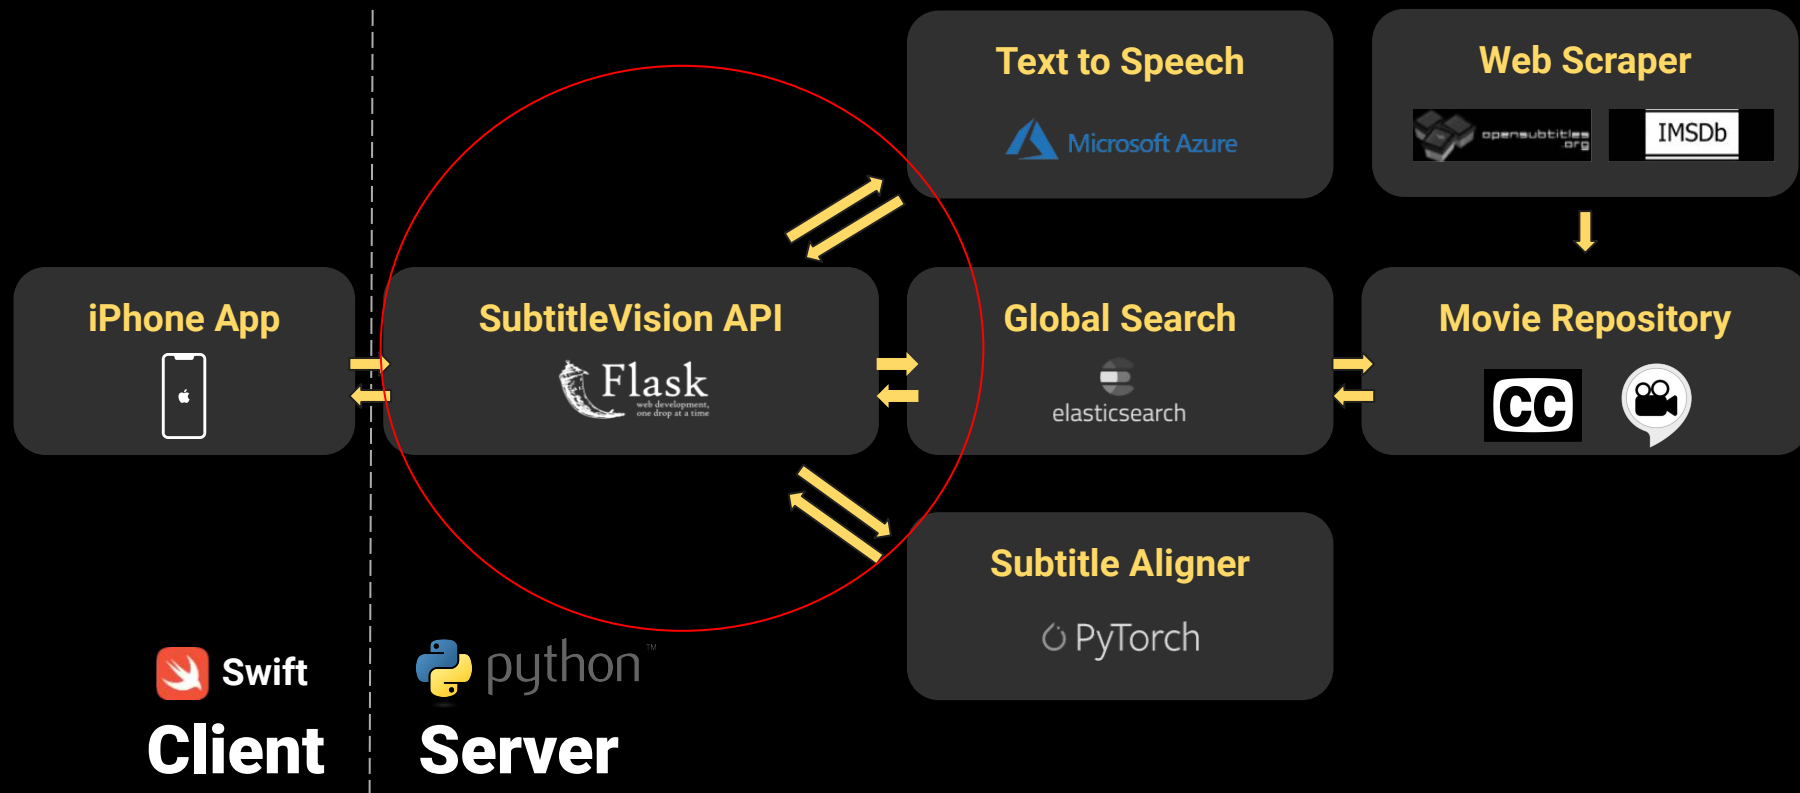 Text to Speech
Microsoft Azure
Web Scraper
opensubtitles
.org
IMSDb
iPhone App
SubtitleVision API
Flask
web development,
one drop at a time
Global Search
elasticsearch
Movie Repository
CC
Subtitle Aligner
PyTorch
Swift
python™
Client
Server